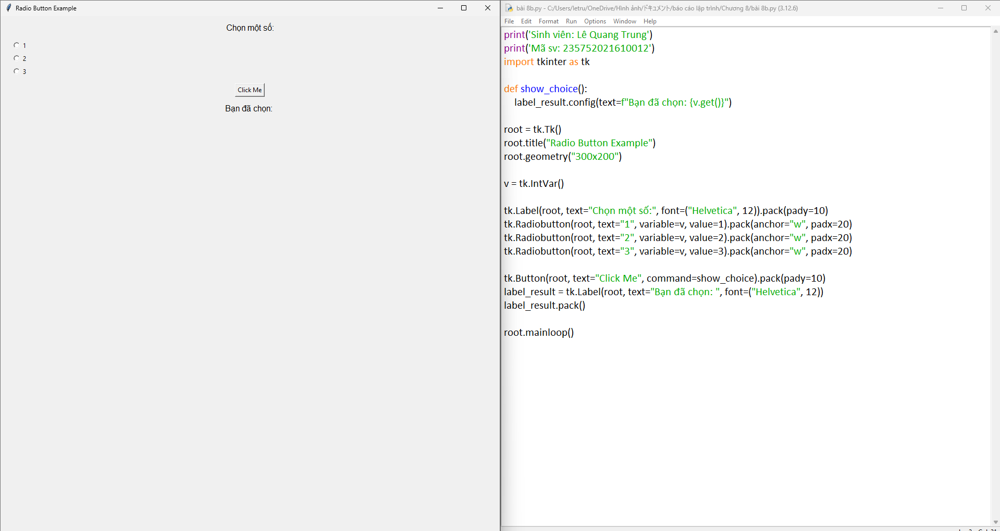 Radio Button Example
Chọn một số:
1
2
3
Click Me
Bạn đã chọn:
bài 8b.py - C:/Users/letru/OneDrive/Hình ảnh/ドキュメント/báo cáo lập trình/Chương 8/bài 8b.py (3.12.6)
File Edit Format Run Options Window Help
print('Sinh viên: Lê Quang Trung')
print('Mã sv: 235752021610012')
import tkinter as tk
def show_choice():
    label_result.config(text=f"Bạn đã chọn: {v.get()}")
root = tk.Tk()
root.title("Radio Button Example")
root.geometry("300x200")
v = tk.IntVar()
tk.Label(root, text="Chọn một số:", font=("Helvetica", 12)).pack(pady=10)
tk.Radiobutton(root, text="1", variable=v, value=1).pack(anchor="w", padx=20)
tk.Radiobutton(root, text="2", variable=v, value=2).pack(anchor="w", padx=20)
tk.Radiobutton(root, text="3", variable=v, value=3).pack(anchor="w", padx=20)
tk.Button(root, text="Click Me", command=show_choice).pack(pady=10)
label_result = tk.Label(root, text="Bạn đã chọn: ", font=("Helvetica", 12))
label_result.pack()
root.mainloop()